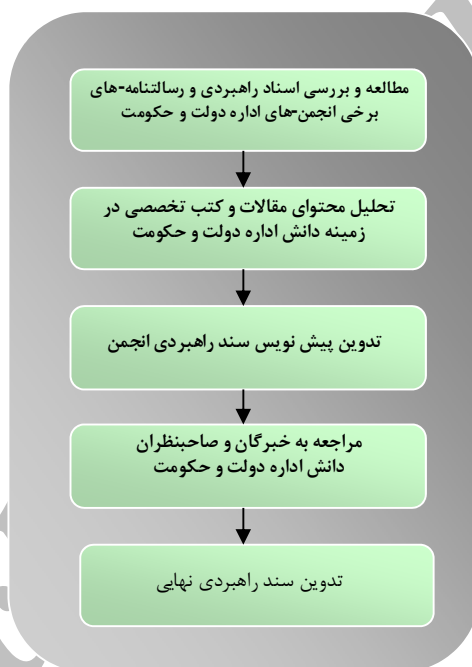 مطالعه و بررسی اسناد راهبردی و رسالتنامه-های
برخی انجمن-های اداره دولت و حکومت
تحلیل محتوای مقالات و کتب تخصصی در
زمینه دانش اداره دولت و حکومت
تدوین پیش نویس سند راهبردی انجمن
مراجعه به خبرگان و صاحبنظران
دانش اداره دولت و حکومت
تدوین سند راهبردی نهایی